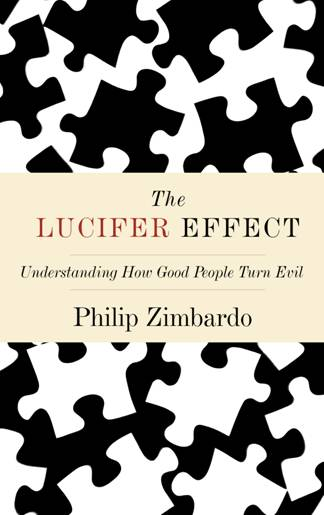 The
LUCIFER EFFECT
Understanding How Good People Turn Evil
Philip Zimbardo